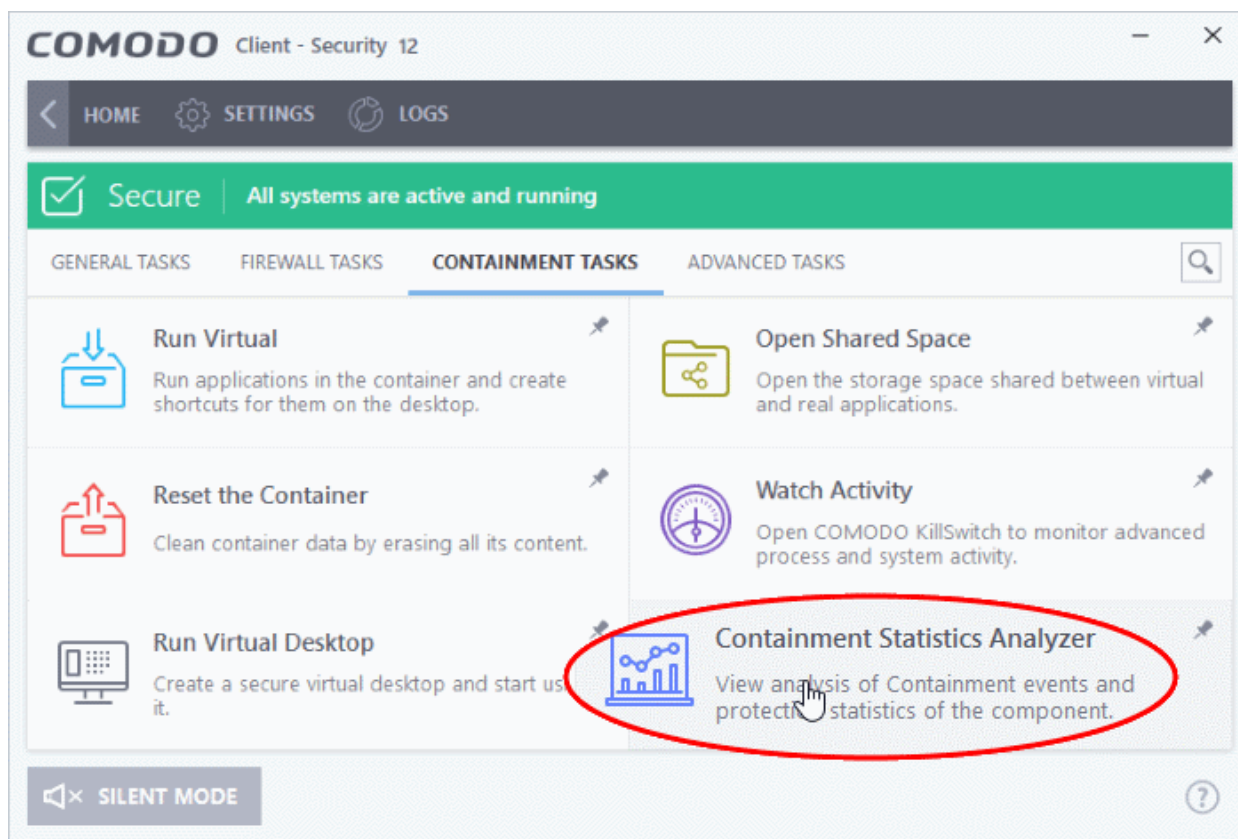 COMODO Client - Security 12
HOME SETTINGS LOGS
Secure All systems are active and running
GENERAL TASKS FIREWALL TASKS CONTAINMENT TASKS ADVANCED TASKS
Run Virtual
Run applications in the container and create
shortcuts for them on the desktop.
Open Shared Space
Open the storage space shared between virtual
and real applications.
Reset the Container
Clean container data by erasing all its content.
Watch Activity
Open COMODO KillSwitch to monitor advanced
process and system activity.
Run Virtual Desktop
Create a secure virtual desktop and start
it.
Containment Statistics Analyzer
View analysis of Containment events and
statistics of the component.
SILENT MODE
?